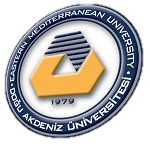 EASTERN MEDITERRANEAN UNIVERSITY
DOĞU AKDENİZ ÜNİVERSİTESİ
1979